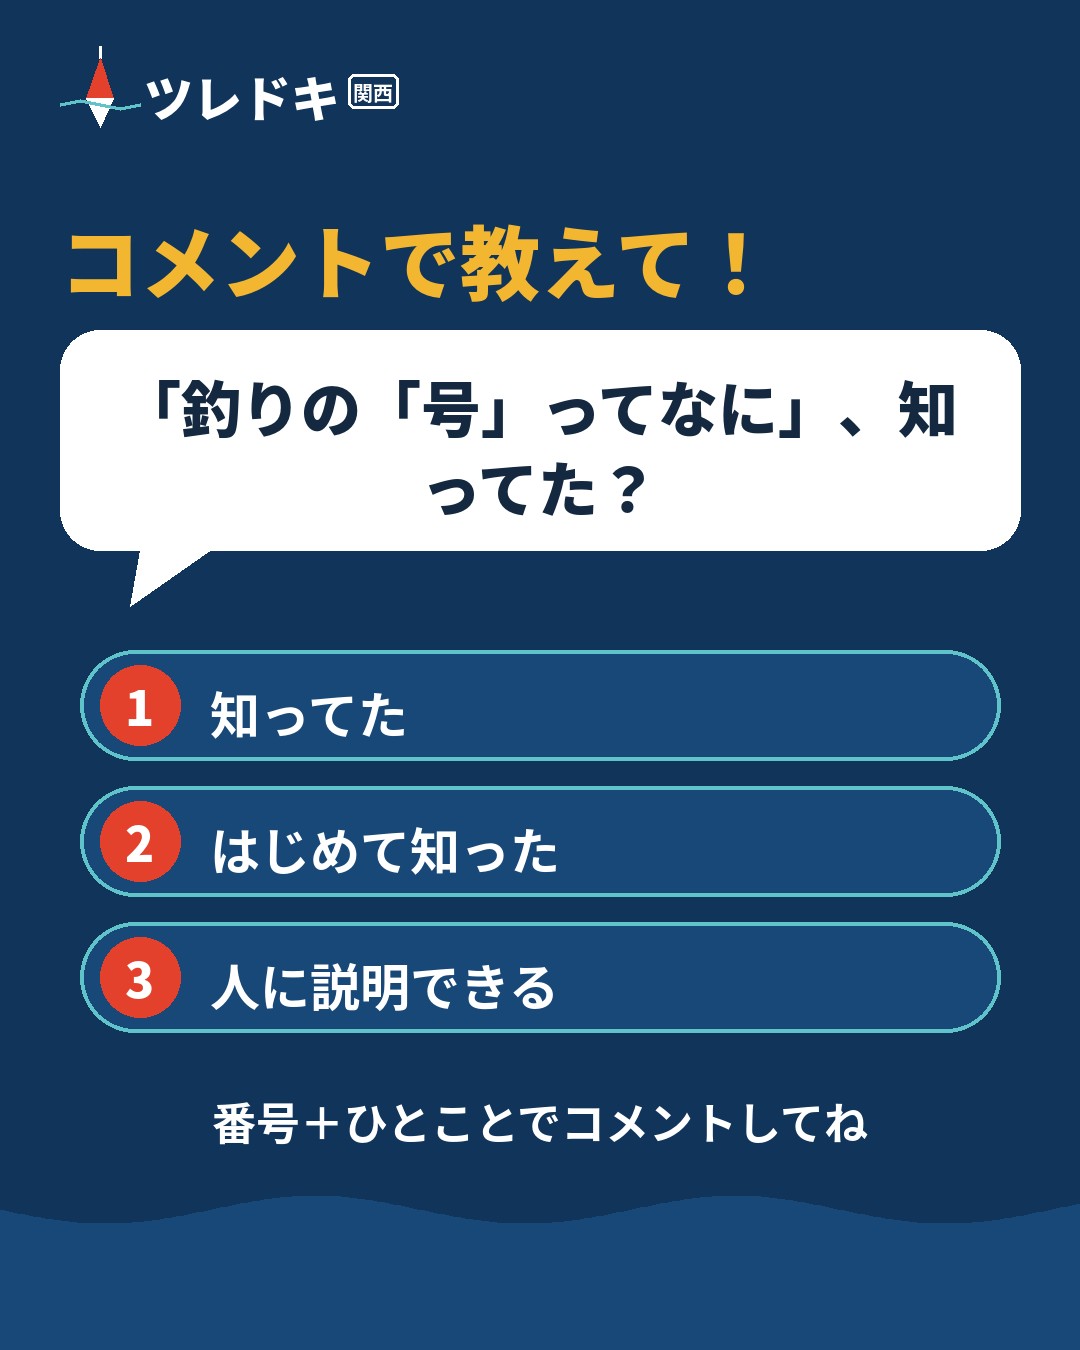 ツレドキ 関西
コメントで教えて！
「釣りの「号」ってなに」、知
ってた？
1 知ってた
2 はじめて知った
3 人に説明できる
番号＋ひとことでコメントしてね